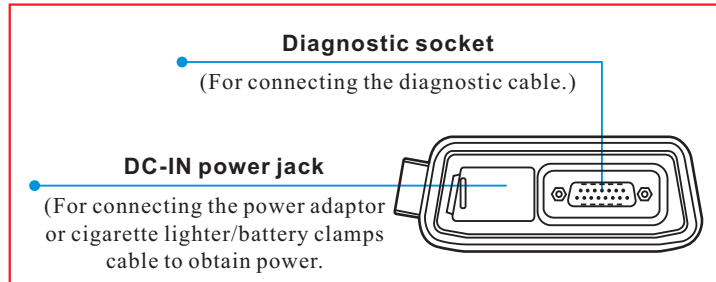 Diagnostic socket
(For connecting the diagnostic cable.)
DC-IN power jack
(For connecting the power adaptor
or cigarette lighter/battery clamps
cable to obtain power.